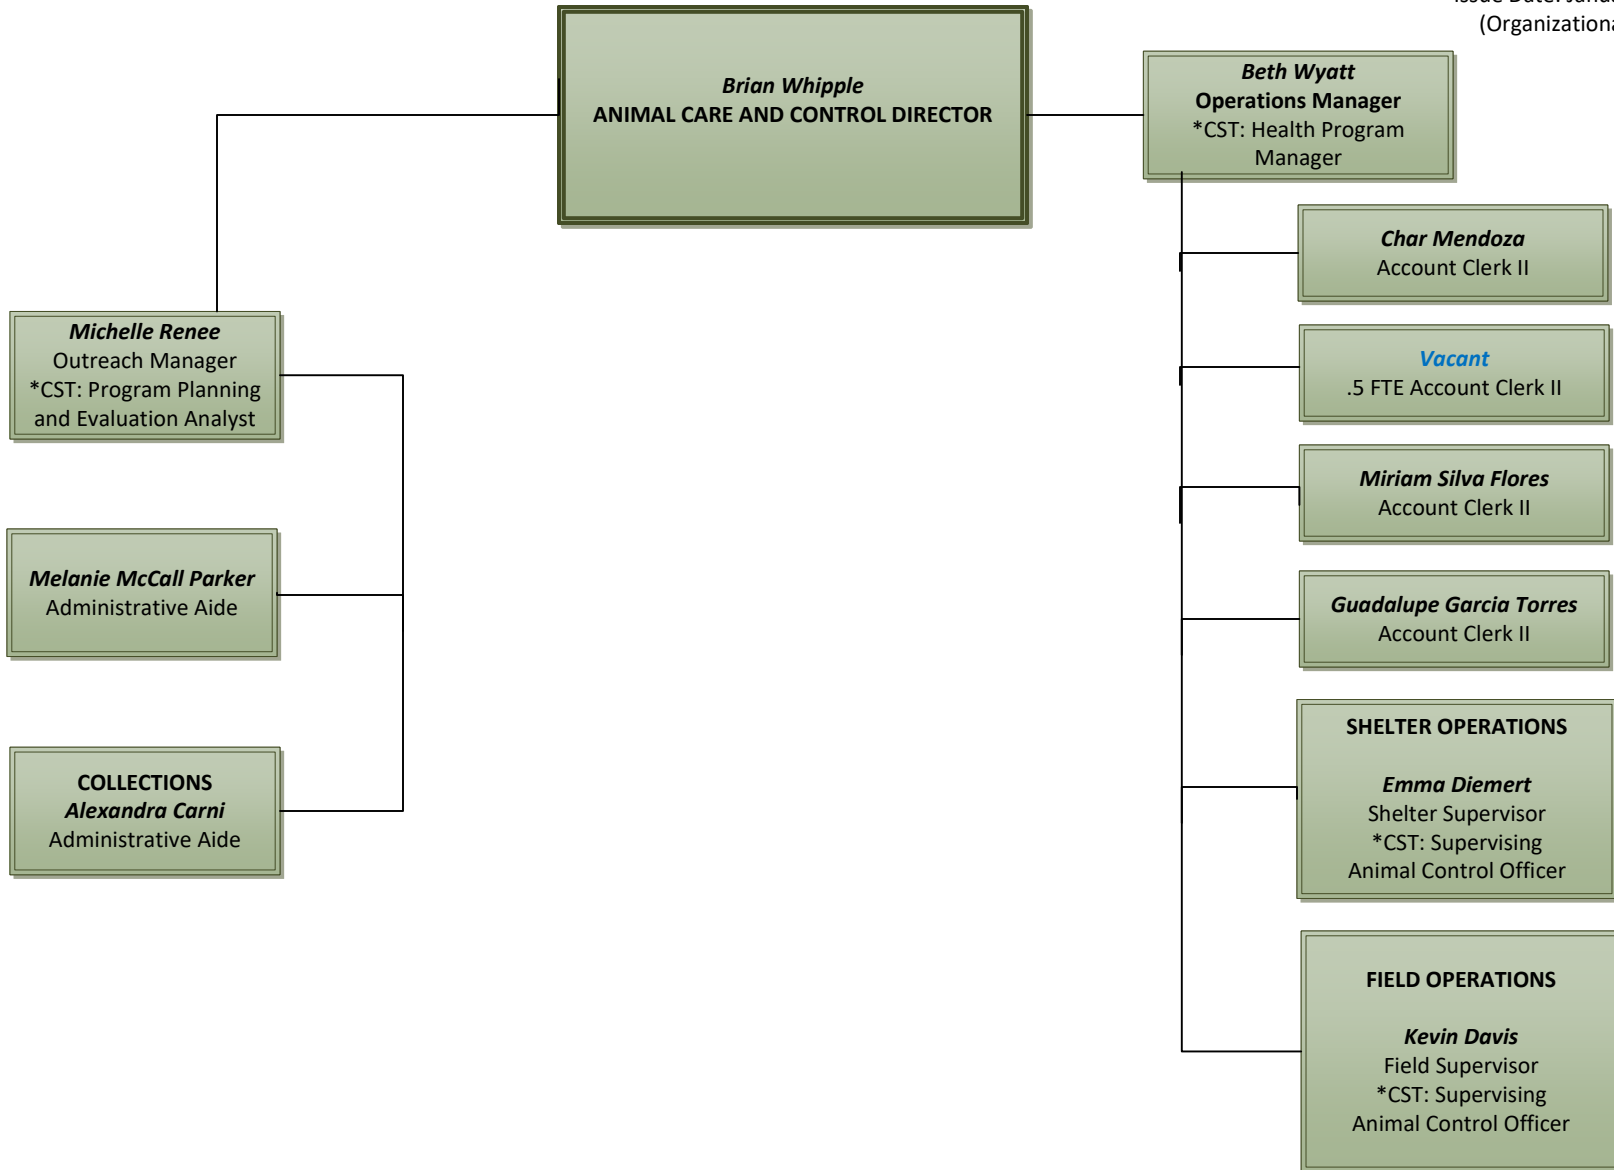 Issue Date: Janua
(Organizationa
Brian Whipple
ANIMAL CARE AND CONTROL DIRECTOR
Beth Wyatt
Operations Manager
*CST: Health Program
Manager
Char Mendoza
Account Clerk II
Michelle Renee
Outreach Manager
*CST: Program Planning
and Evaluation Analyst
Vacant
.5 FTE Account Clerk II
Miriam Silva Flores
Account Clerk II
Melanie McCall Parker
Administrative Aide
Guadalupe Garcia Torres
Account Clerk II
COLLECTIONS
Alexandra Carni
Administrative Aide
SHELTER OPERATIONS
Emma Diemert
Shelter Supervisor
*CST: Supervising
Animal Control Officer
FIELD OPERATIONS
Kevin Davis
Field Supervisor
*CST: Supervising
Animal Control Officer